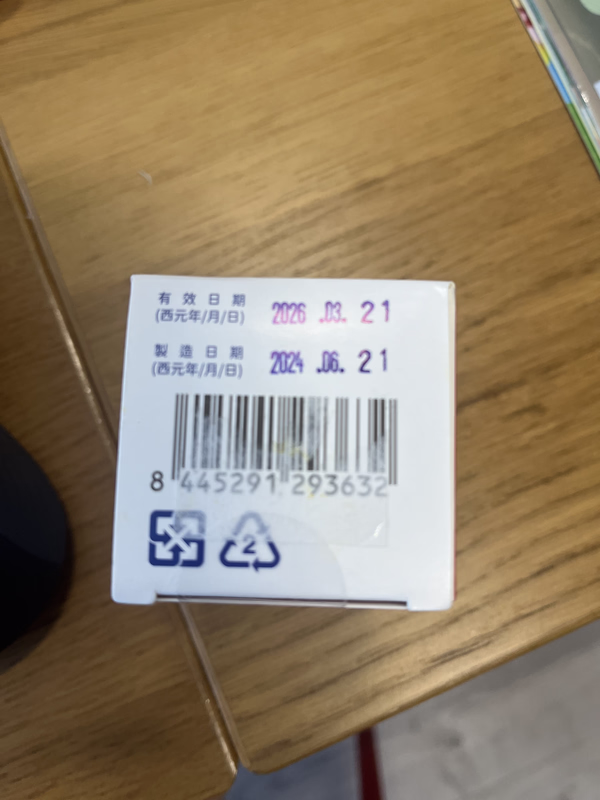 有效日期 2026 .03. 21
(西元年/月/日)
製造日期 2024 .06. 21
(西元年/月/日)
8 445291 293632
2